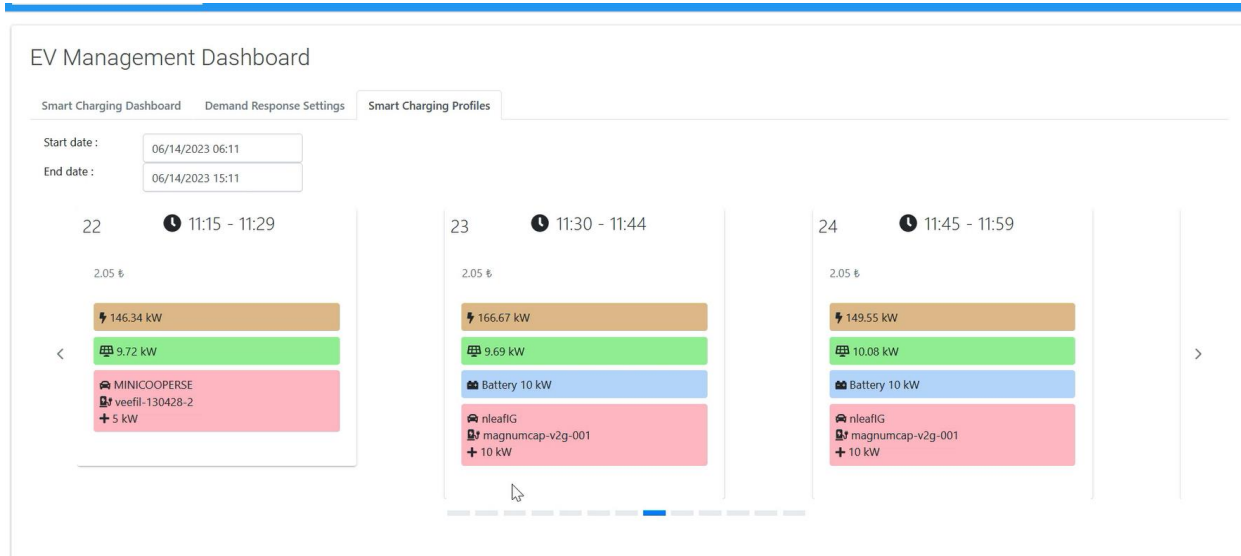 EV Management Dashboard
Smart Charging Dashboard Demand Response Settings Smart Charging Profiles
Start date : 06/14/2023 06:11
End date : 06/14/2023 15:11
22 11:15 - 11:29
2.05 ₺
146.34 kW
9.72 kW
MINICOOPERSE
veefil-130428-2
+ 5 kW
23 11:30 - 11:44
2.05 ₺
166.67 kW
9.69 kW
Battery 10 kW
nleafIG
magnumcap-v2g-001
+ 10 kW
24 11:45 - 11:59
2.05 ₺
149.55 kW
10.08 kW
Battery 10 kW
nleafIG
magnumcap-v2g-001
+ 10 kW